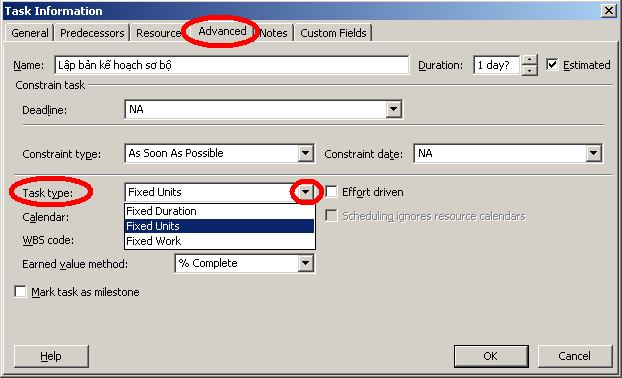 Task Information
General Predecessors Resource Advanced Notes Custom Fields
Name: Lập bản kế hoạch sơ bộ Duration: 1 day? Estimated
Constrain task
Deadline: NA
Constraint type: As Soon As Possible Constraint date: NA
Task type: Fixed Units Effort driven
Fixed Duration
Calendar: Fixed Units Scheduling ignores resource calendars
WBS code: Fixed Work
Earned value method: % Complete
Mark task as milestone
Help OK Cancel